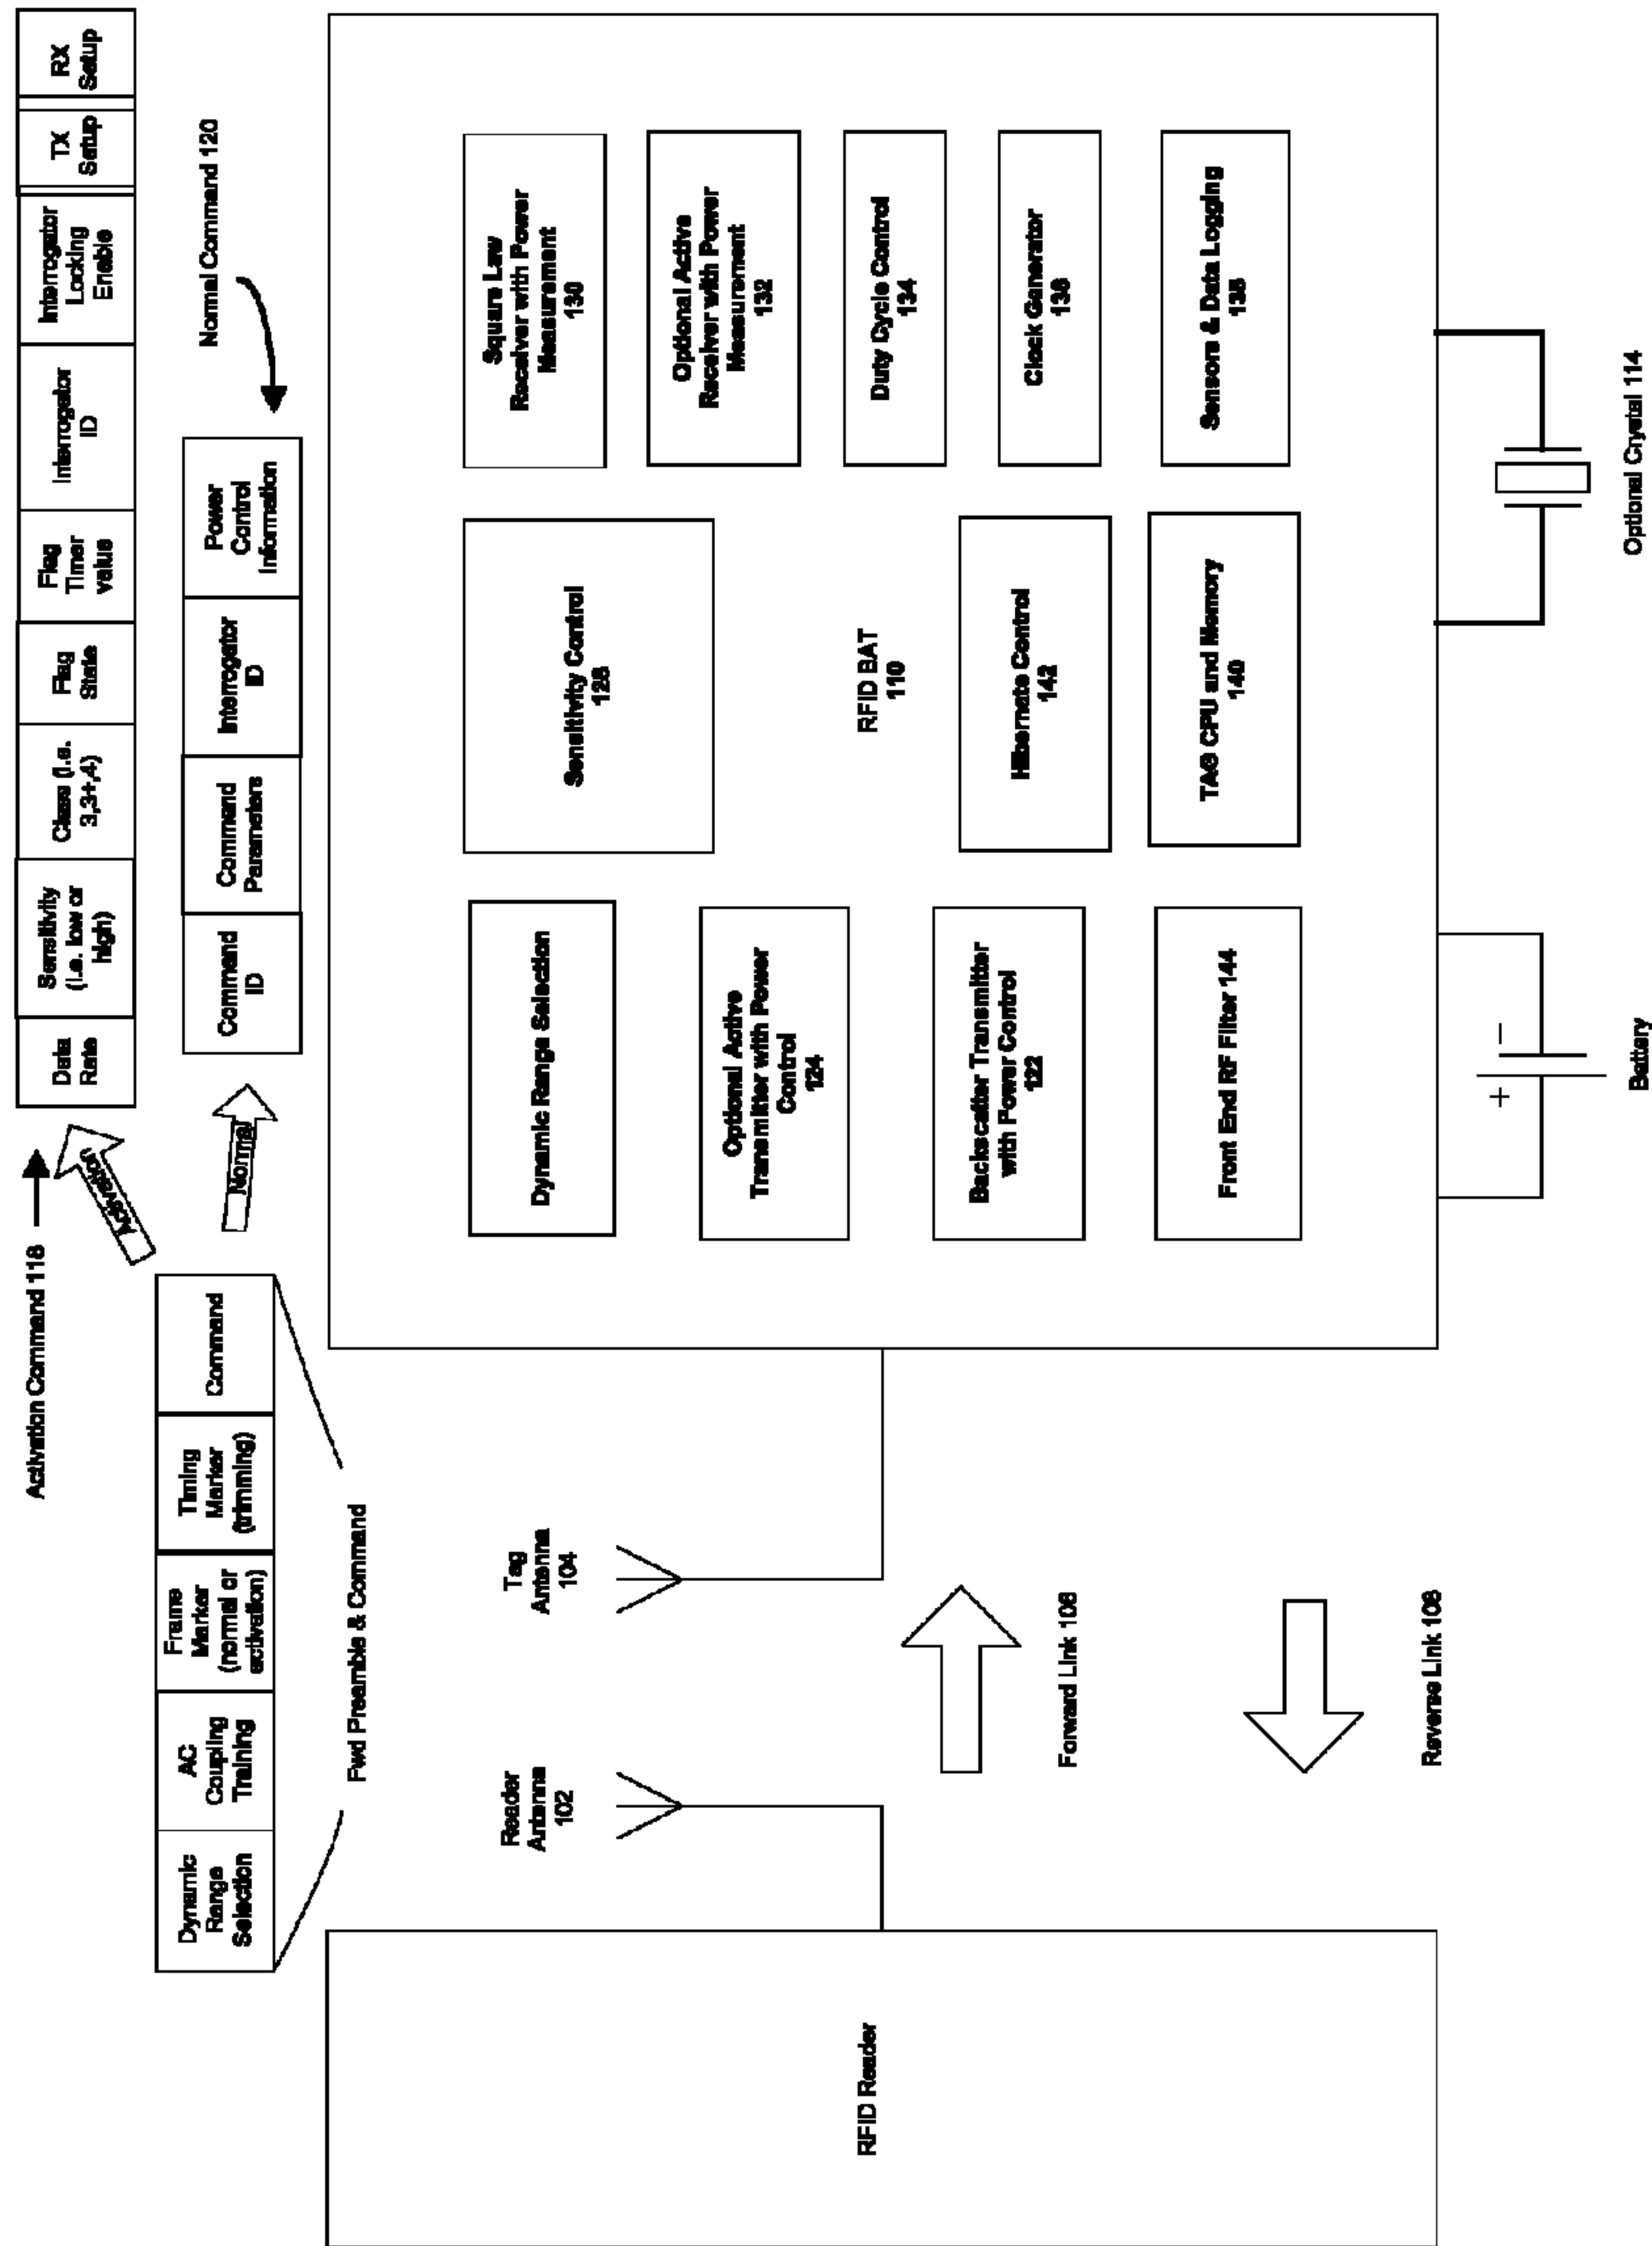 Activation Command 118
Data
Rate
Sensitivity
(i.e. low or
high)
Class (i.e.
3,3+,4)
Flag
State
Flag
Timer
value
Interrogator
ID
Interrogator
Locking
Enable
TX
Setup
RX
Setup
Activation
Normal
Normal Command 120
Command
ID
Command
Parameters
Interrogator
ID
Power
Control
Information
Dynamic
Range
Selection
AC
Coupling
Training
Frame
Marker
(normal or
activation)
Timing
Marker
(trimming)
Command
Fwd Preamble & Command
RFID Reader
Reader
Antenna
102
Tag
Antenna
104
Forward Link 106
Reverse Link 108
Dynamic Range Selection
Optional Active
Transmitter with Power
Control
124
Backscatter Transmitter
with Power Control
122
Front End RF Filter 144
Sensitivity Control
128
RFID BAT
110
Hibernate Control
142
TAG CPU and Memory
140
Square Law
Receiver with Power
Measurement
130
Optional Active
Receiver with Power
Measurement
132
Duty Cycle Control
134
Clock Generator
136
Sensors & Data Logging
+ −
Battery
Optional Crystal 114